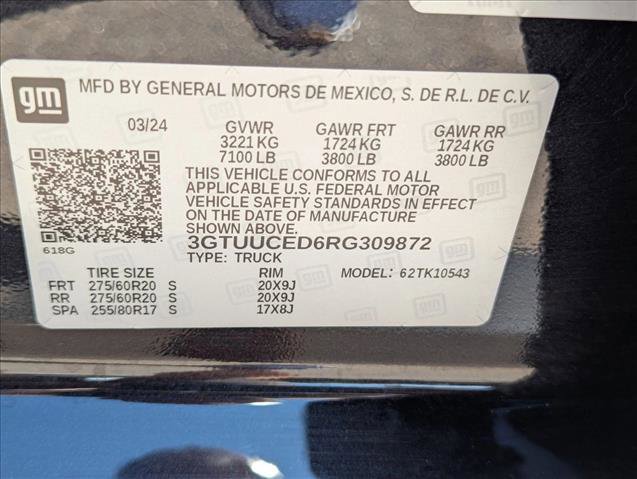 gm
MFD BY GENERAL MOTORS DE MEXICO, S. DE R.L. DE C.V.
03/24 GVWR GAWR FRT GAWR RR
3221 KG 1724 KG 1724 KG
7100 LB 3800 LB 3800 LB
THIS VEHICLE CONFORMS TO ALL
APPLICABLE U.S. FEDERAL MOTOR
VEHICLE SAFETY STANDARDS IN EFFECT
ON THE DATE OF MANUFACTURE
SHOWN ABOVE.
618G
3GTUUCED6RG309872
TYPE: TRUCK
TIRE SIZE RIM MODEL: 62TK10543
FRT 275/60R20 S 20X9J
RR 275/60R20 S 20X9J
SPA 255/80R17 S 17X8J